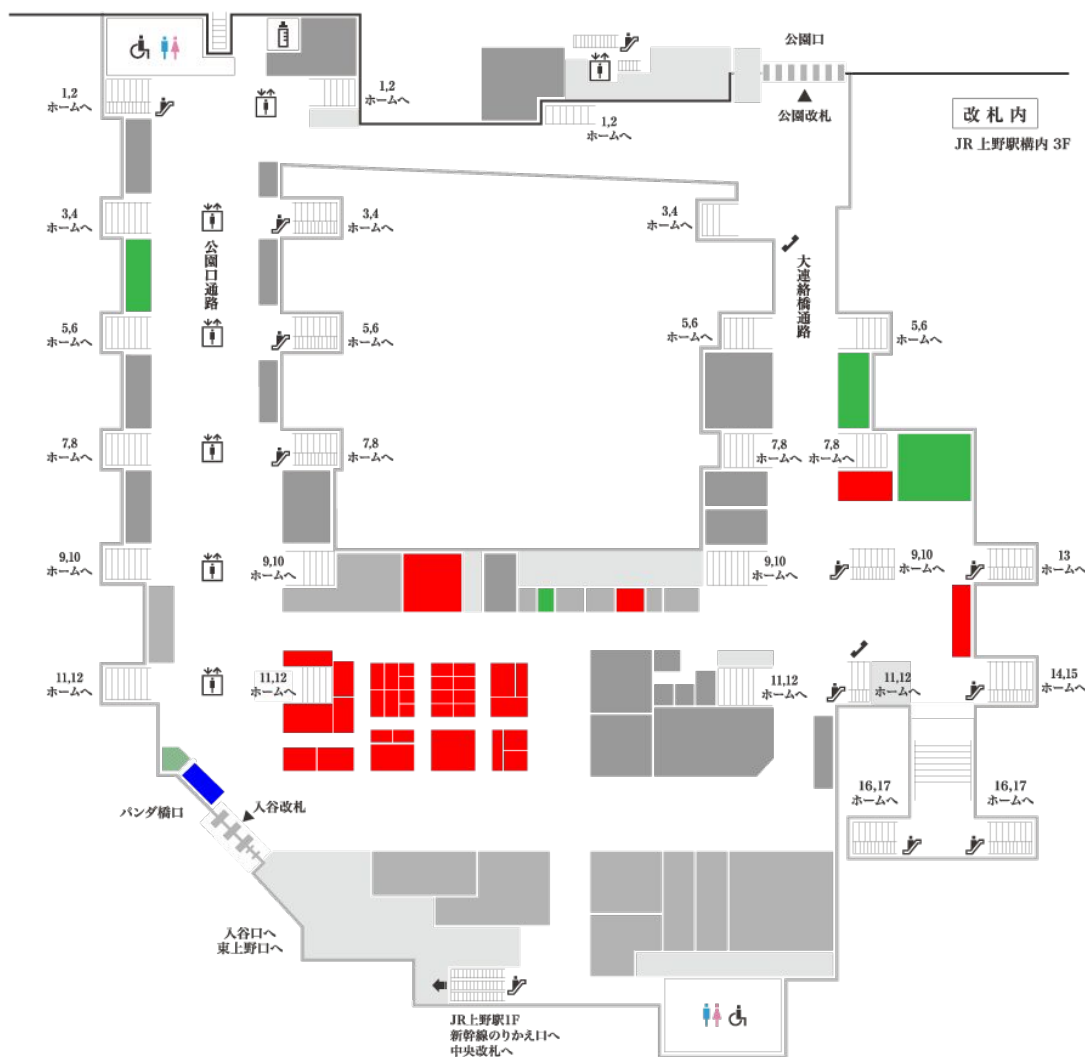 公園口
1,2
ホームへ
1,2
ホームへ
1,2
ホームへ
公園改札
改札内
JR 上野駅構内 3F
3,4
ホームへ
3,4
ホームへ
3,4
ホームへ
公園口通路
大連絡橋通路
5,6
ホームへ
5,6
ホームへ
5,6
ホームへ
5,6
ホームへ
7,8
ホームへ
7,8
ホームへ
7,8
ホームへ
7,8
ホームへ
9,10
ホームへ
9,10
ホームへ
9,10
ホームへ
9,10
ホームへ
13
ホームへ
11,12
ホームへ
11,12
ホームへ
11,12
ホームへ
11,12
ホームへ
14,15
ホームへ
パンダ橋口
入谷改札
16,17
ホームへ
16,17
ホームへ
入谷口へ
東上野口へ
JR上野駅1F
新幹線のりかえ口へ
中央改札へ